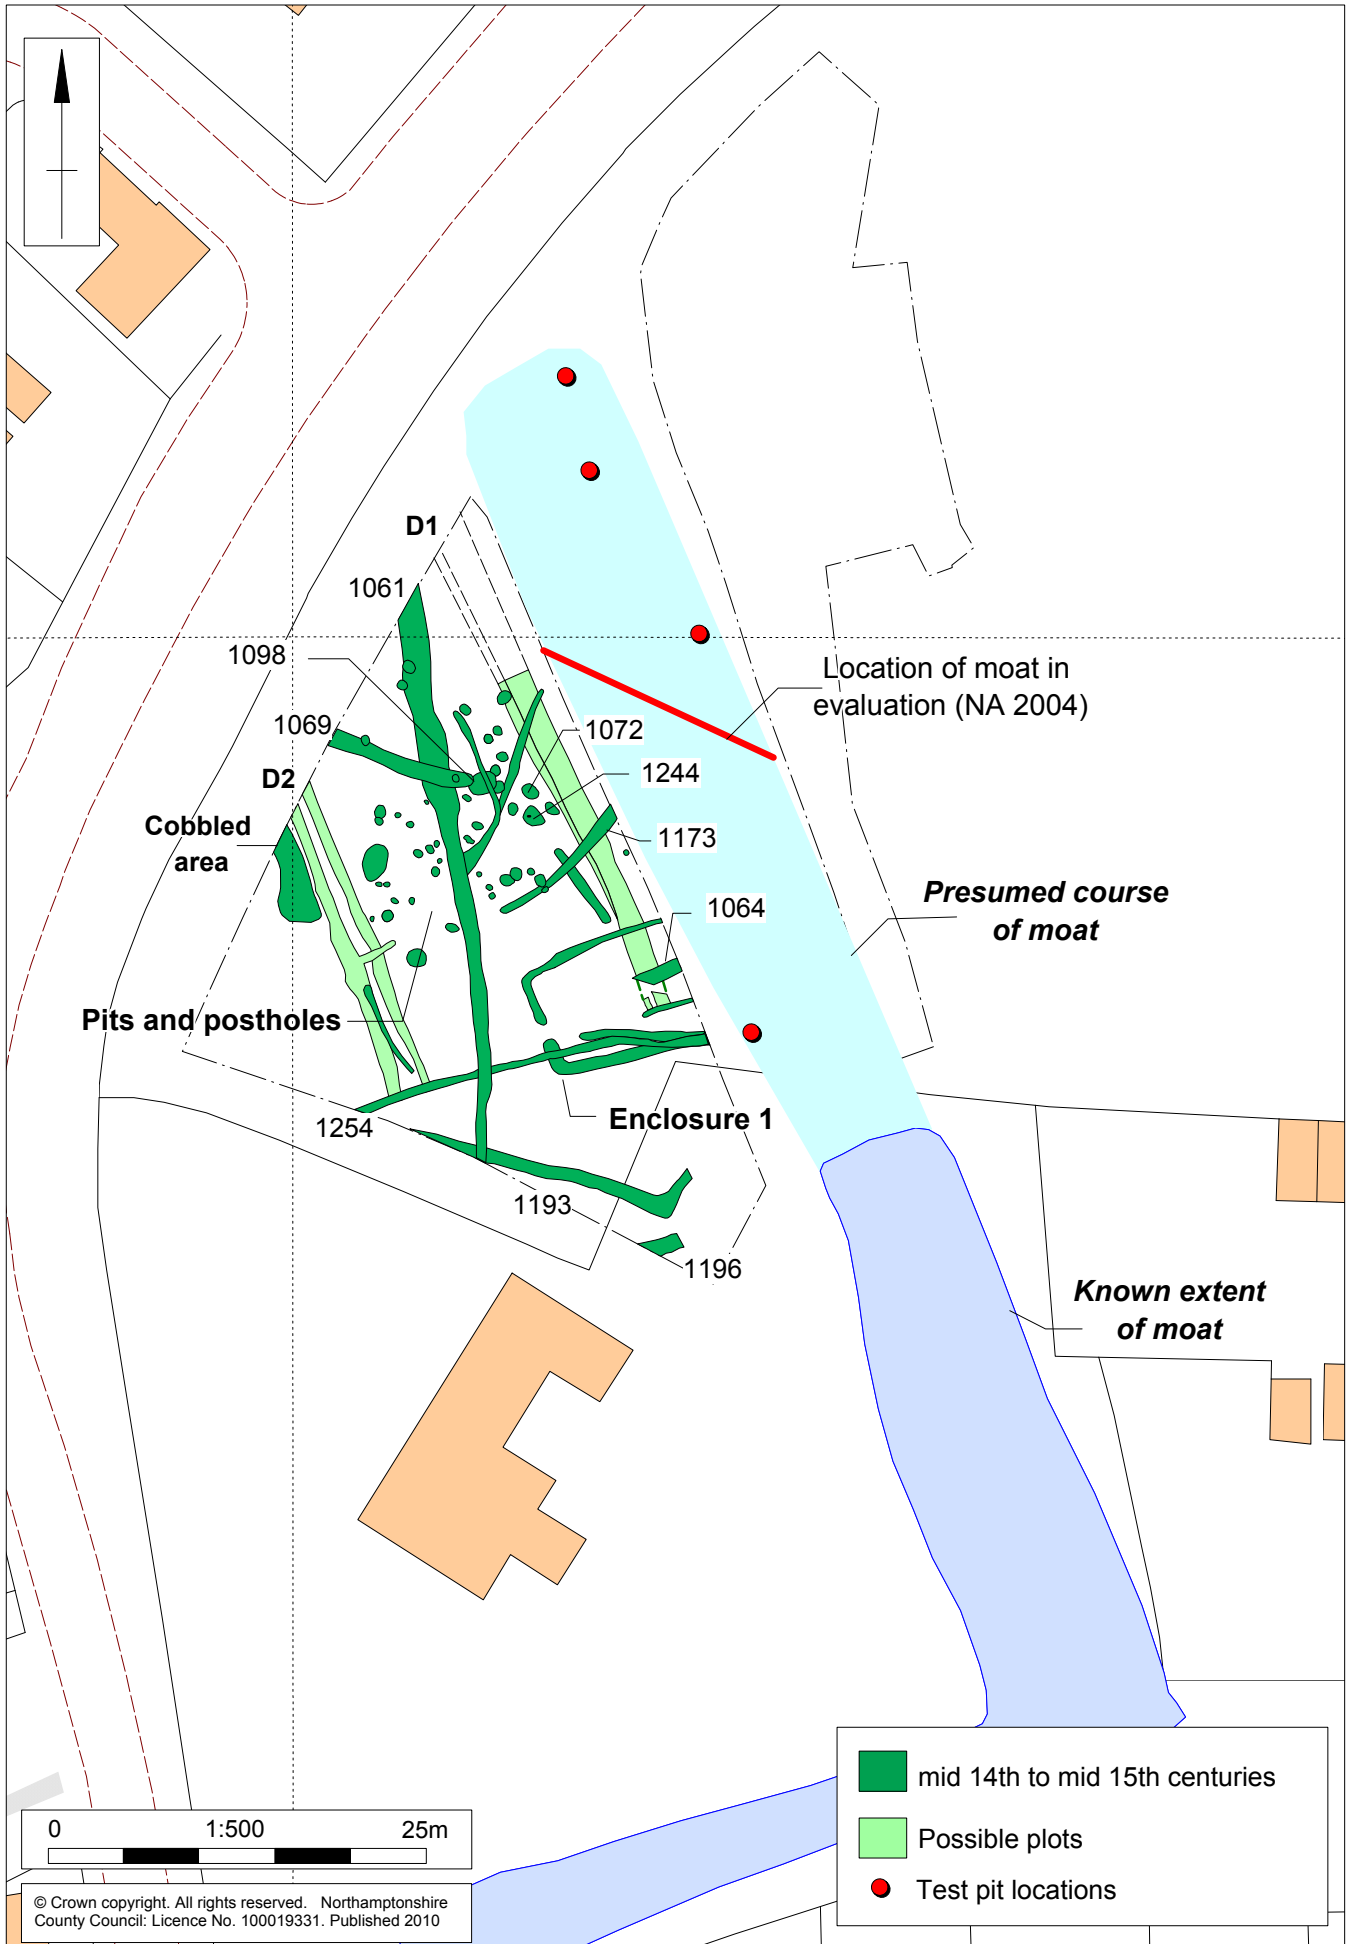 D1
1061
1098
Location of moat in
evaluation (NA 2004)
1069
1072
D2
1244
Cobbled
area
1173
Presumed course
of moat
1064
Pits and postholes
Enclosure 1
1254
1193
1196
Known extent
of moat
mid 14th to mid 15th centuries
Possible plots
Test pit locations
0 1:500 25m
© Crown copyright. All rights reserved. Northamptonshire
County Council: Licence No. 100019331. Published 2010